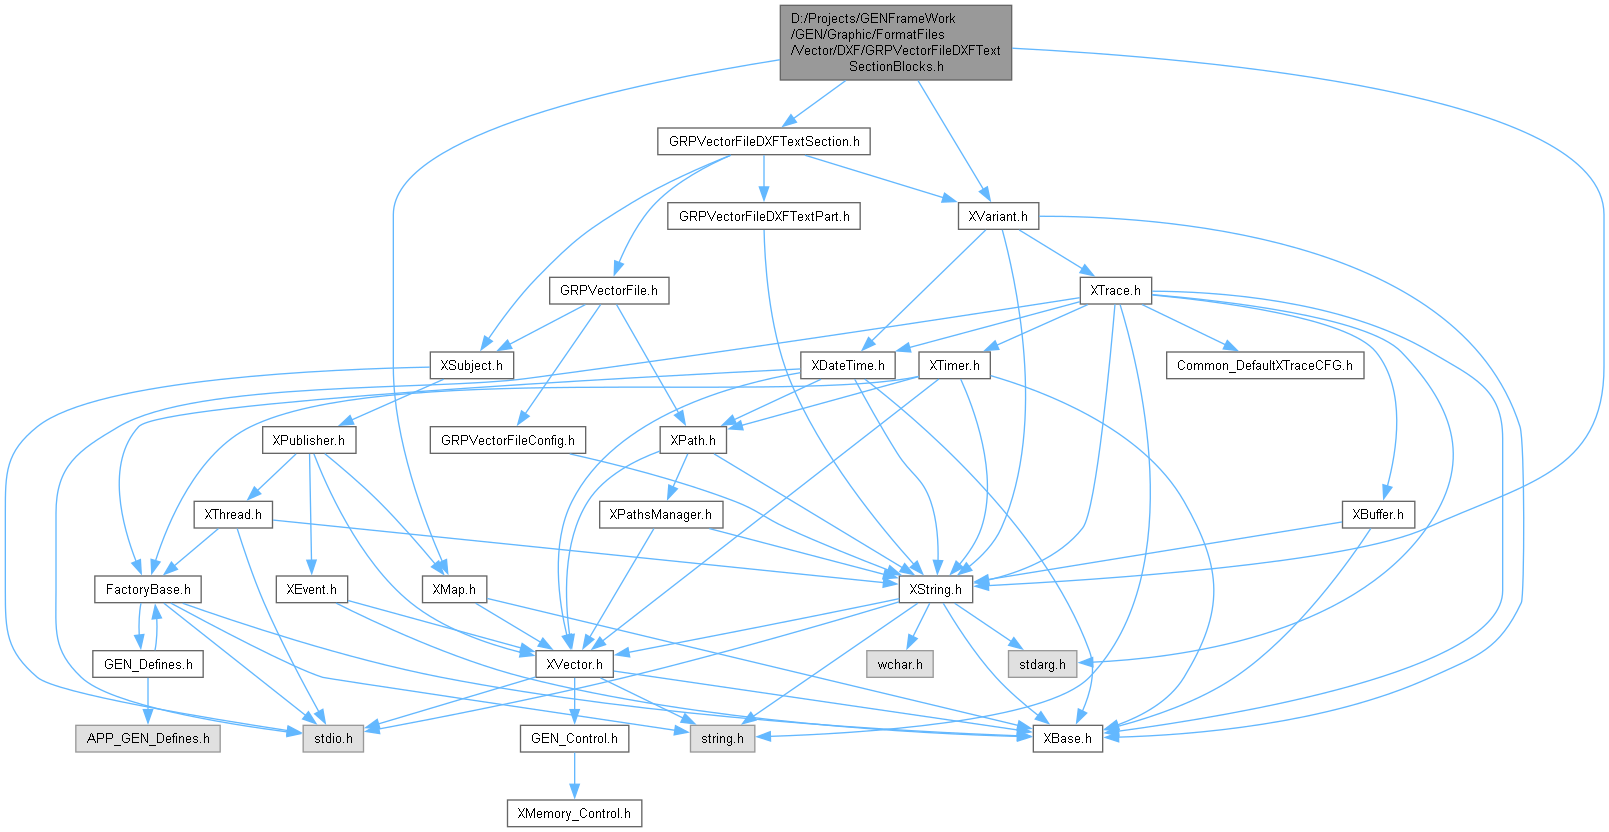 D:/Projects/GENFrameWork
/GEN/Graphic/FormatFiles
/Vector/DXF/GRPVectorFileDXFText
SectionBlocks.h
GRPVectorFileDXFTextSection.h
GRPVectorFileDXFTextPart.h
XVariant.h
GRPVectorFile.h
XTrace.h
XSubject.h
XDateTime.h
XTimer.h
Common_DefaultXTraceCFG.h
XPublisher.h
GRPVectorFileConfig.h
XPath.h
XThread.h
XPathsManager.h
XBuffer.h
FactoryBase.h
XEvent.h
XMap.h
XString.h
GEN_Defines.h
XVector.h
wchar.h
stdarg.h
APP_GEN_Defines.h
stdio.h
GEN_Control.h
string.h
XBase.h
XMemory_Control.h